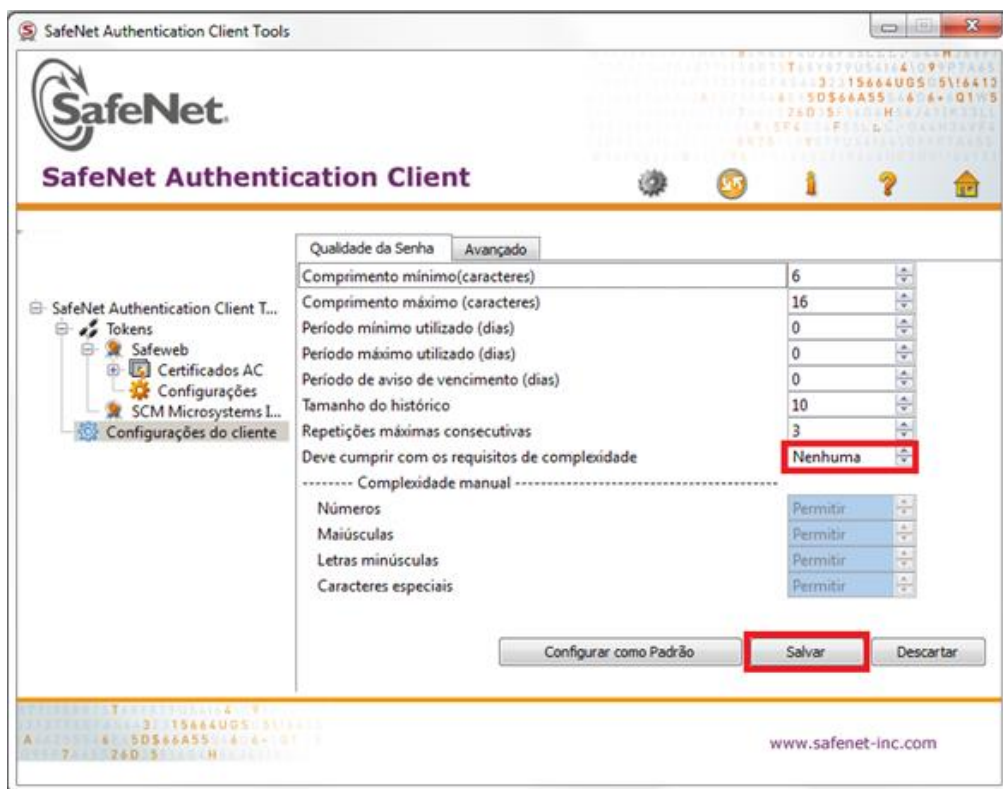 SafeNet Authentication Client Tools
SafeNet.
SafeNet Authentication Client
Qualidade da Senha
Avançado
SafeNet Authentication Client T...
Tokens
Safeweb
Certificados AC
Configurações
SCM Microsystems I...
Configurações do cliente
Comprimento mínimo(caracteres) 6
Comprimento máximo (caracteres) 16
Período mínimo utilizado (dias) 0
Período máximo utilizado (dias) 0
Período de aviso de vencimento (dias) 0
Tamanho do histórico 10
Repetições máximas consecutivas 3
Deve cumprir com os requisitos de complexidade Nenhuma
-------- Complexidade manual ----------------------------------------
Números Permitir
Maiúsculas Permitir
Letras minúsculas Permitir
Caracteres especiais Permitir
Configurar como Padrão
Salvar
Descartar
www.safenet-inc.com